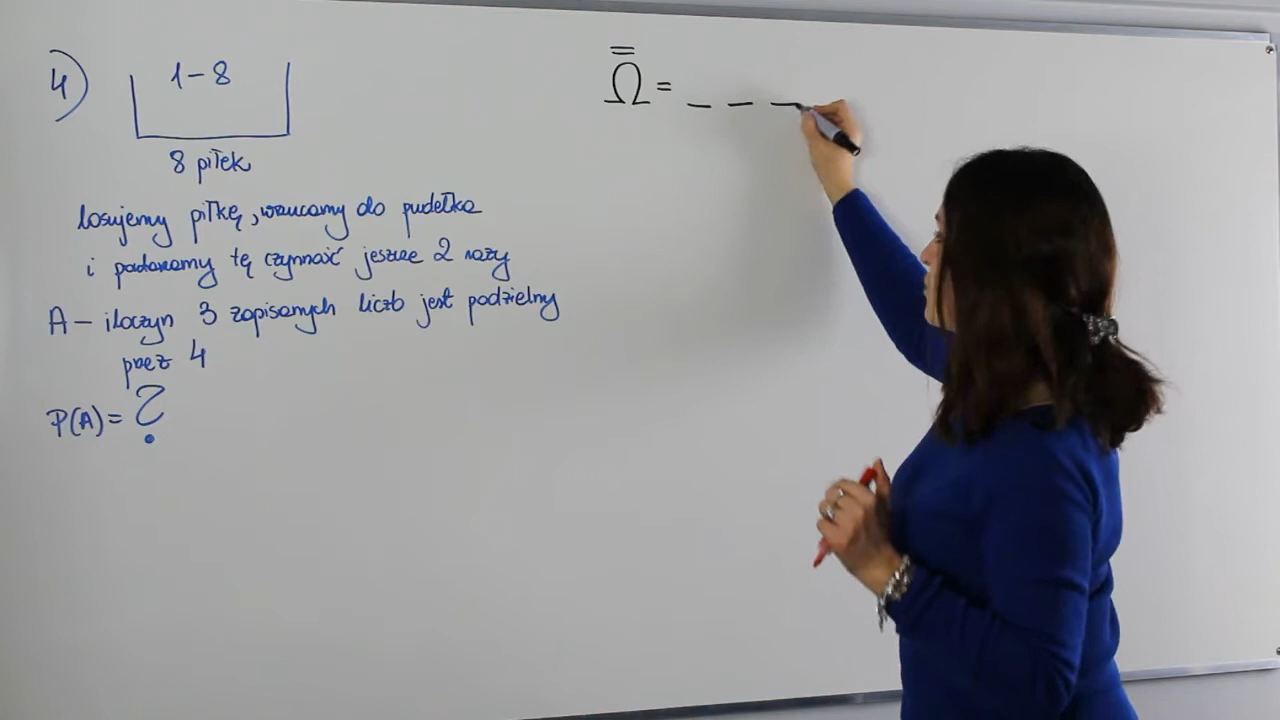 4)
1-8
8 piłek
losujemy piłkę, wrzucamy do pudełka
i powtarzamy tę czynność jeszcze 2 razy
A - iloczyn 3 zapisanych liczb jest podzielny
przez 4
P(A) = ?
Ω̿ = _ _ _